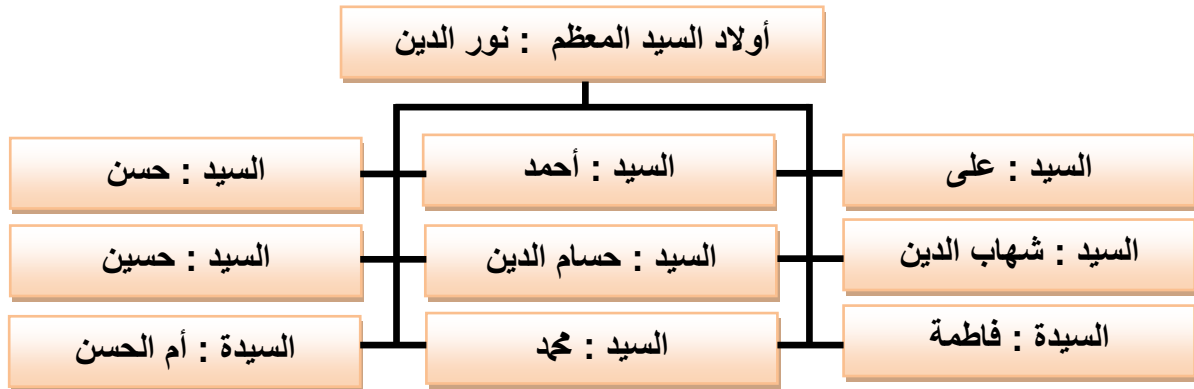 أولاد السيد المعظم : نور الدين
السيد : على
السيد : أحمد
السيد : حسن
السيد : شهاب الدين
السيد : حسام الدين
السيد : حسين
السيدة : فاطمة
السيد : محمد
السيدة : أم الحسن